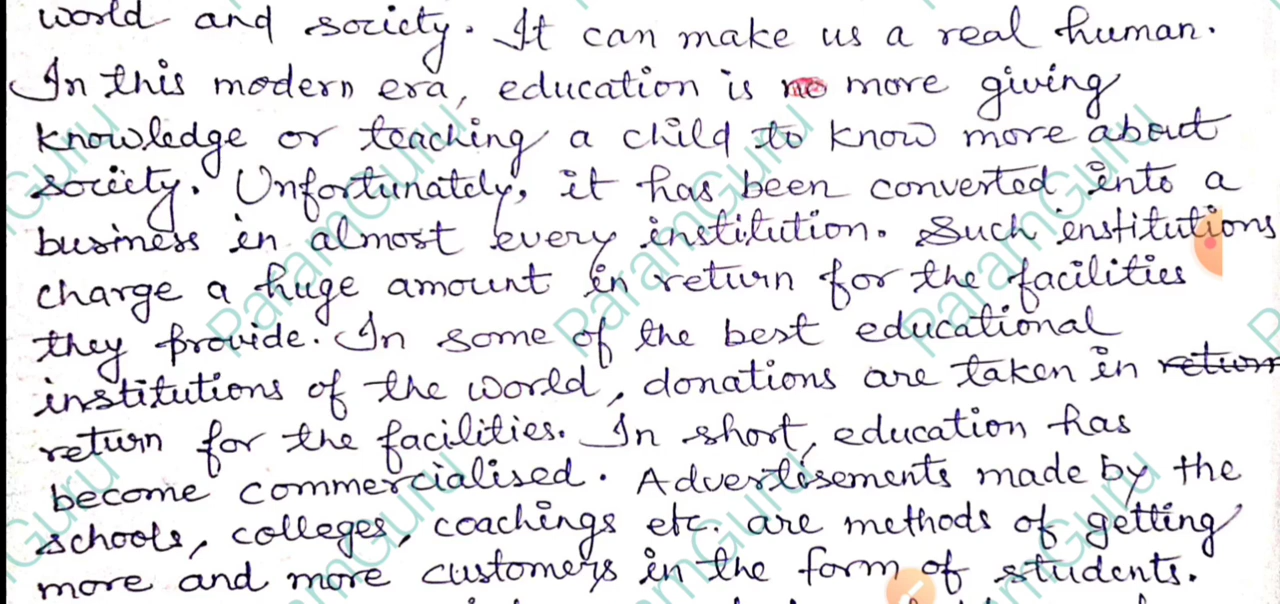 world and society. It can make us a real human.
In this modern era, education is no more giving
knowledge or teaching a child to know more about
society. Unfortunately, it has been converted into a
business in almost every institution. Such institutions
charge a huge amount in return for the facilities
they provide. In some of the best educational
institutions of the world, donations are taken in return
return for the facilities. In short, education has
become commercialised. Advertisements made by the
schools, colleges, coachings etc. are methods of getting
more and more customers in the form of students.